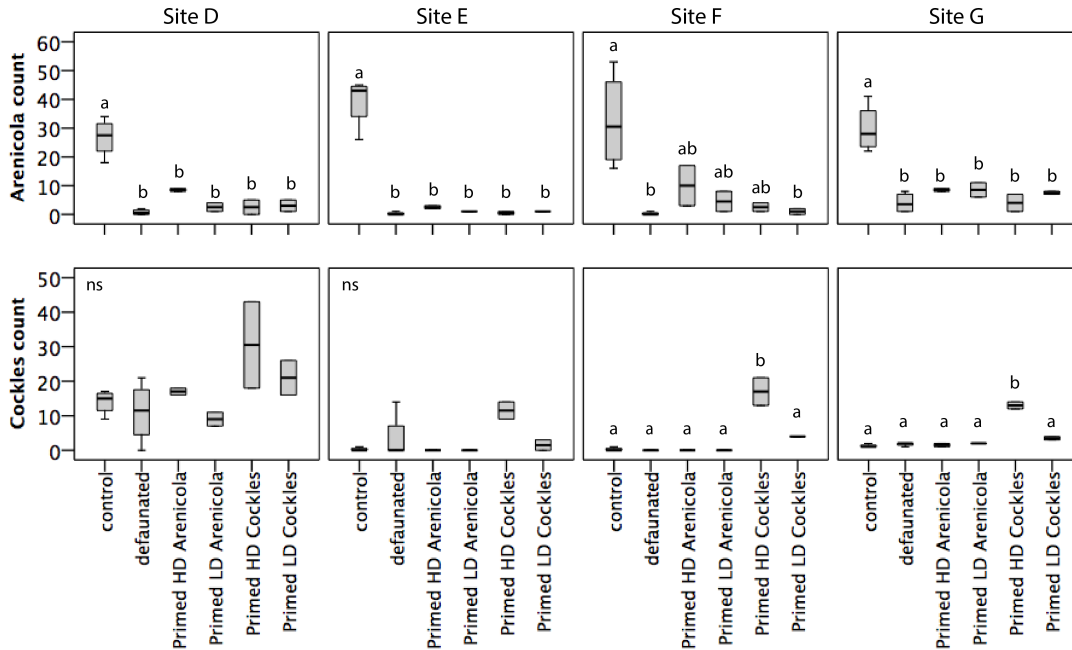 Site D Site E Site F Site G
Arenicola count
60
50
40
30
20
10
0
a b b b b b
a b b b b b
a b ab ab ab b
a b b b b b
Cockles count
50
40
30
20
10
0
ns
ns
a a a a b a
a a a a b a
control
defaunated
Primed HD Arenicola
Primed LD Arenicola
Primed HD Cockles
Primed LD Cockles
control
defaunated
Primed HD Arenicola
Primed LD Arenicola
Primed HD Cockles
Primed LD Cockles
control
defaunated
Primed HD Arenicola
Primed LD Arenicola
Primed HD Cockles
Primed LD Cockles
control
defaunated
Primed HD Arenicola
Primed LD Arenicola
Primed HD Cockles
Primed LD Cockles